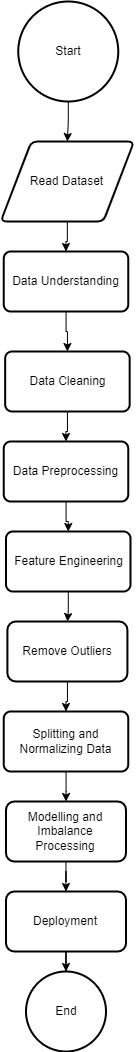 Start
Read Dataset
Data Understanding
Data Cleaning
Data Preprocessing
Feature Engineering
Remove Outliers
Splitting and
Normalizing Data
Modelling and
Imbalance
Processing
Deployment
End